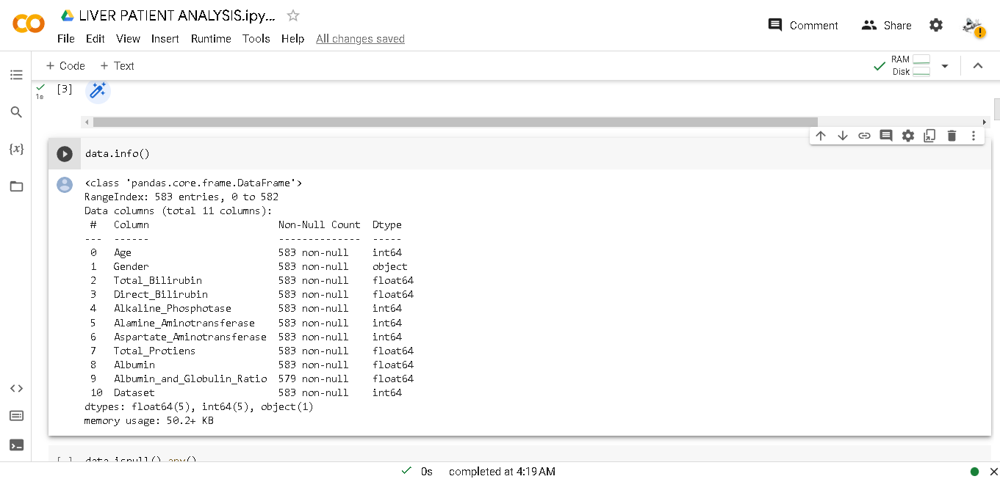 LIVER PATIENT ANALYSIS.ipy...
File Edit View Insert Runtime Tools Help All changes saved
Comment Share
+ Code + Text
RAM
Disk
1s
[3]
{x}
data.info()
<class 'pandas.core.frame.DataFrame'>
RangeIndex: 583 entries, 0 to 582
Data columns (total 11 columns):
# Column Non-Null Count Dtype
--- ------ -------------- -----
0 Age 583 non-null int64
1 Gender 583 non-null object
2 Total_Bilirubin 583 non-null float64
3 Direct_Bilirubin 583 non-null float64
4 Alkaline_Phosphotase 583 non-null int64
5 Alamine_Aminotransferase 583 non-null int64
6 Aspartate_Aminotransferase 583 non-null int64
7 Total_Protiens 583 non-null float64
8 Albumin 583 non-null float64
9 Albumin_and_Globulin_Ratio 579 non-null float64
10 Dataset 583 non-null int64
dtypes: float64(5), int64(5), object(1)
memory usage: 50.2+ KB
[ ] data.isnull().any()
0s completed at 4:19 AM